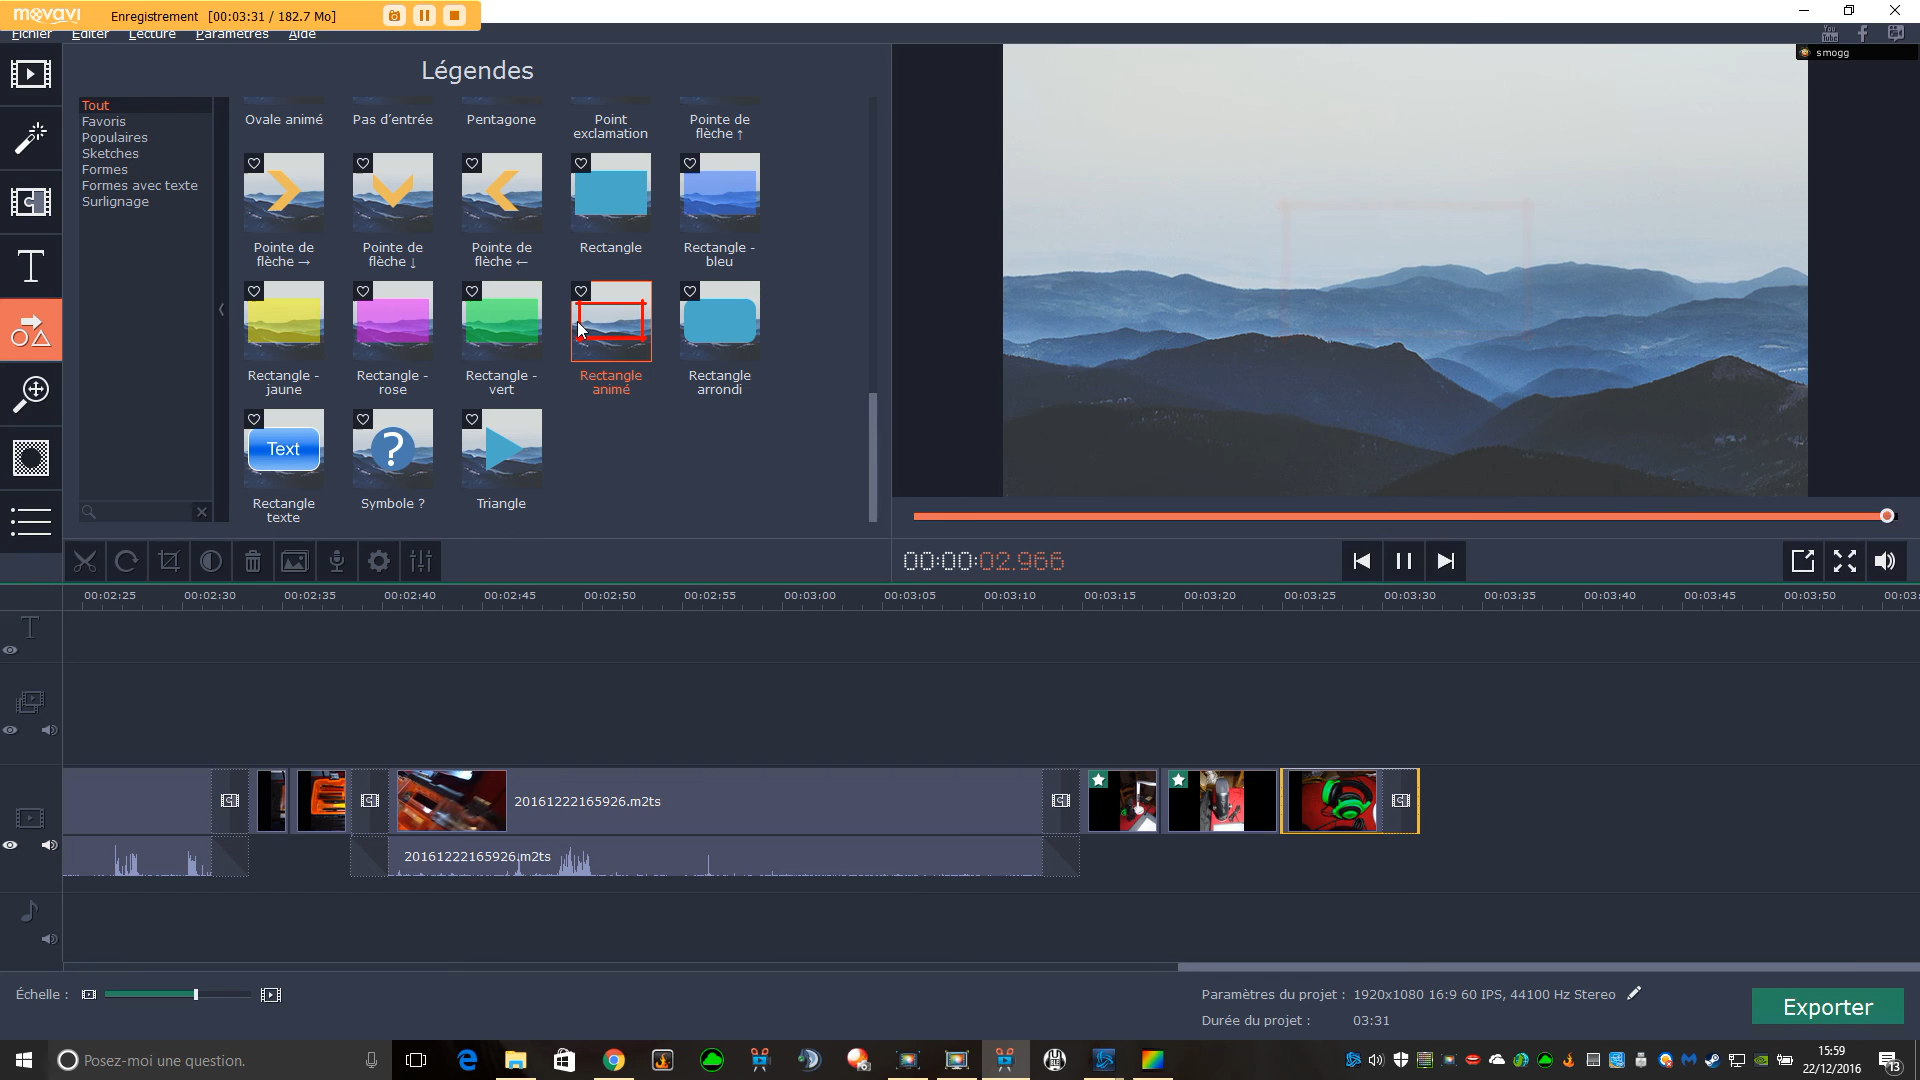 movavi
Enregistrement [00:03:31 / 182.7 Mo]
Fichier Éditer Lecture Paramètres Aide
You Tube
smogg
Légendes
Tout
Favoris
Populaires
Sketches
Formes
Formes avec texte
Surlignage
Ovale animé Pas d'entrée Pentagone Point exclamation Pointe de flèche ↑
Pointe de flèche → Pointe de flèche ↓ Pointe de flèche ← Rectangle Rectangle - bleu
Rectangle - jaune Rectangle - rose Rectangle - vert Rectangle animé Rectangle arrondi
Text
?
Rectangle texte Symbole ? Triangle
00:00:02.966
00:02:25 00:02:30 00:02:35 00:02:40 00:02:45 00:02:50 00:02:55 00:03:00 00:03:05 00:03:10 00:03:15 00:03:20 00:03:25 00:03:30 00:03:35 00:03:40 00:03:45 00:03:50 00:03:
20161222165926.m2ts
20161222165926.m2ts
Échelle :
Paramètres du projet : 1920x1080 16:9 60 IPS, 44100 Hz Stereo
Durée du projet : 03:31
Exporter
Posez-moi une question.
15:59
22/12/2016
13